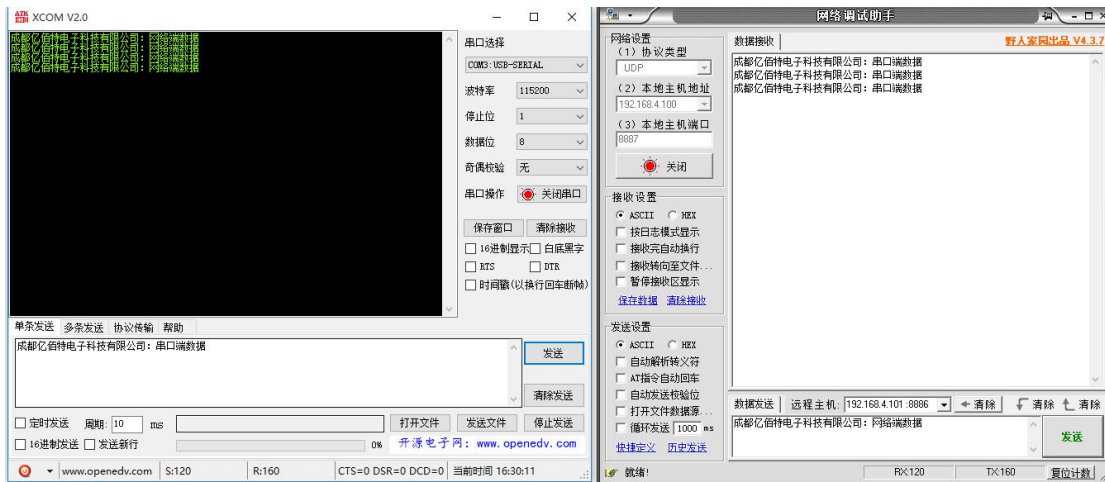 ATK XCOM XCOM V2.0
成都亿佰特电子科技有限公司：网络端数据
成都亿佰特电子科技有限公司：网络端数据
成都亿佰特电子科技有限公司：网络端数据
成都亿佰特电子科技有限公司：网络端数据
串口选择
COM3:USB-SERIAL
波特率 115200
停止位 1
数据位 8
奇偶校验 无
串口操作 关闭串口
保存窗口 清除接收
16进制显示 白底黑字
RTS DTR
时间戳(以换行回车断帧)
单条发送 多条发送 协议传输 帮助
成都亿佰特电子科技有限公司：串口端数据
发送
清除发送
定时发送 周期: 10 ms 打开文件 发送文件 停止发送
16进制发送 发送新行 0% 开源电子网：www.openedv.com
www.openedv.com S:120 R:160 CTS=0 DSR=0 DCD=0 当前时间 16:30:11
网络调试助手
网络设置
（1）协议类型
UDP
（2）本地主机地址
192.168.4.100
（3）本地主机端口
8887
关闭
接收设置
ASCII HEX
按日志模式显示
接收完自动换行
接收转向至文件...
暂停接收区显示
保存数据 清除接收
发送设置
ASCII HEX
自动解析转义符
AT指令自动回车
自动发送校验位
打开文件数据源...
循环发送 1000 ms
快捷定义 历史发送
数据接收 野人家园出品 V4.3.7
成都亿佰特电子科技有限公司：串口端数据
成都亿佰特电子科技有限公司：串口端数据
成都亿佰特电子科技有限公司：串口端数据
数据发送 远程主机: 192.168.4.101 :8886 清除 清除 清除
成都亿佰特电子科技有限公司：网络端数据
发送
就绪! RX:120 TX:160 复位计数